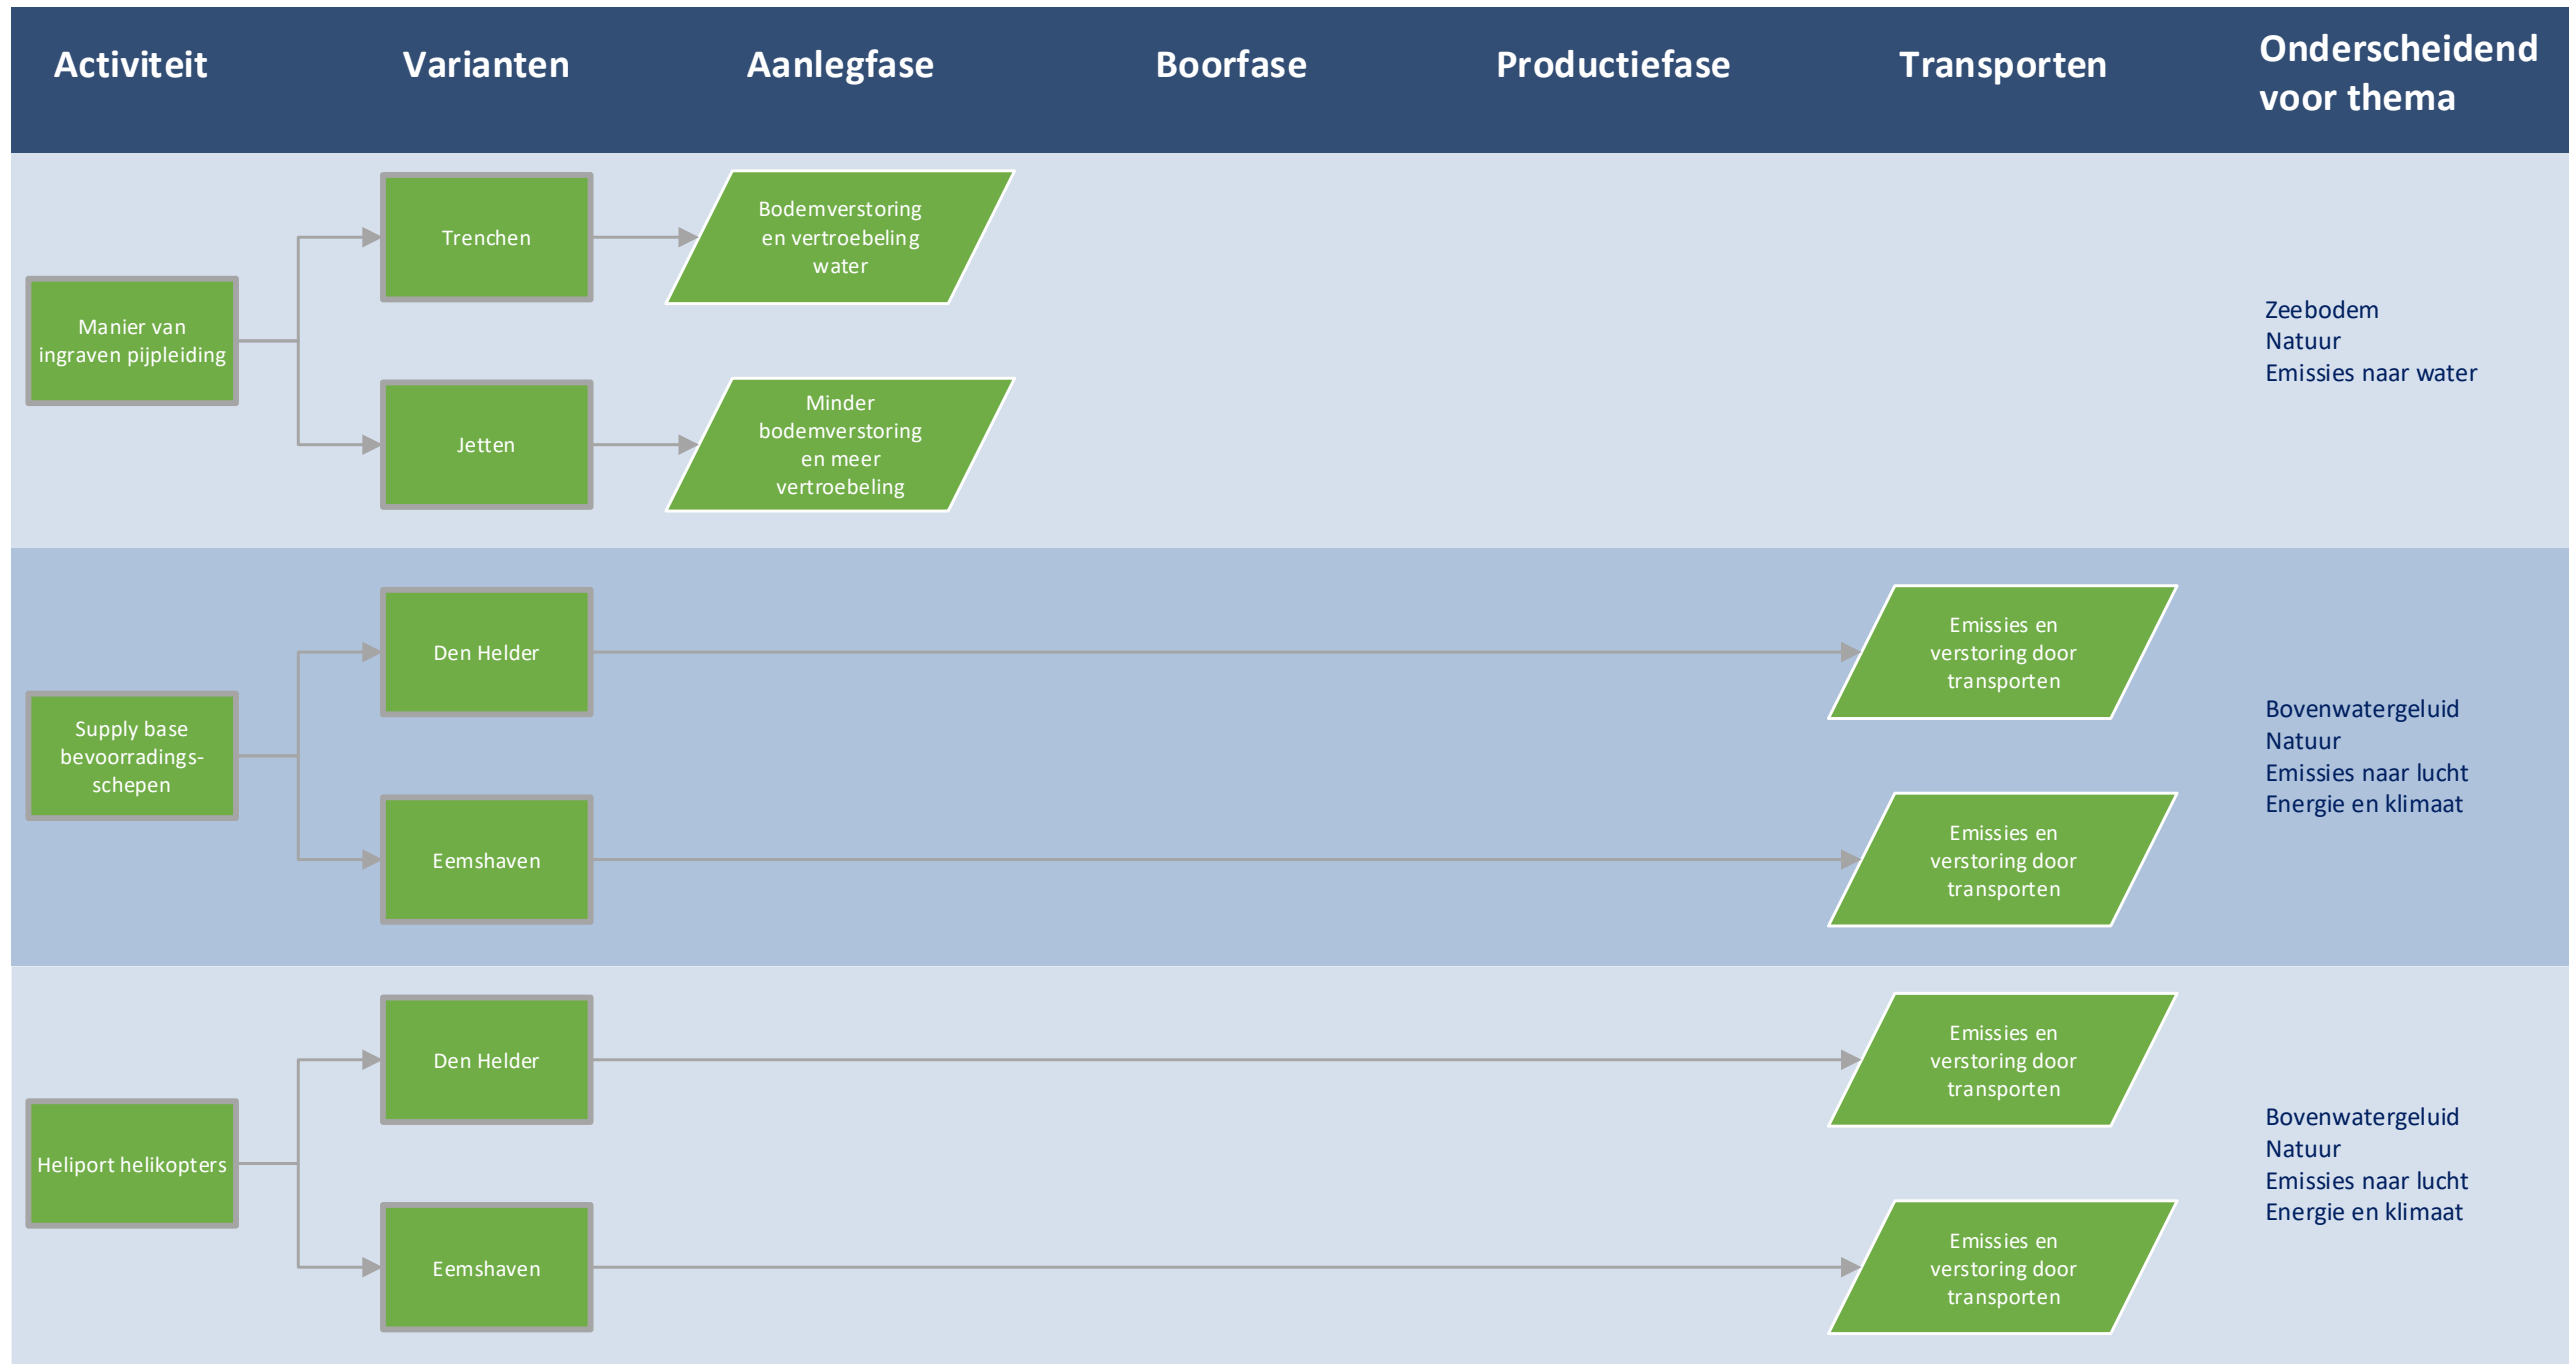 Activiteit
Varianten
Aanlegfase
Boorfase
Productiefase
Transporten
Onderscheidend
voor thema
Manier van
ingraven pijpleiding
Trenchen
Bodemverstoring
en vertroebeling
water
Jetten
Minder
bodemverstoring
en meer
vertroebeling
Zeebodem
Natuur
Emissies naar water
Supply base
bevoorradings-
schepen
Den Helder
Emissies en
verstoring door
transporten
Eemshaven
Emissies en
verstoring door
transporten
Bovenwatergeluid
Natuur
Emissies naar lucht
Energie en klimaat
Heliport helikopters
Den Helder
Emissies en
verstoring door
transporten
Eemshaven
Emissies en
verstoring door
transporten
Bovenwatergeluid
Natuur
Emissies naar lucht
Energie en klimaat